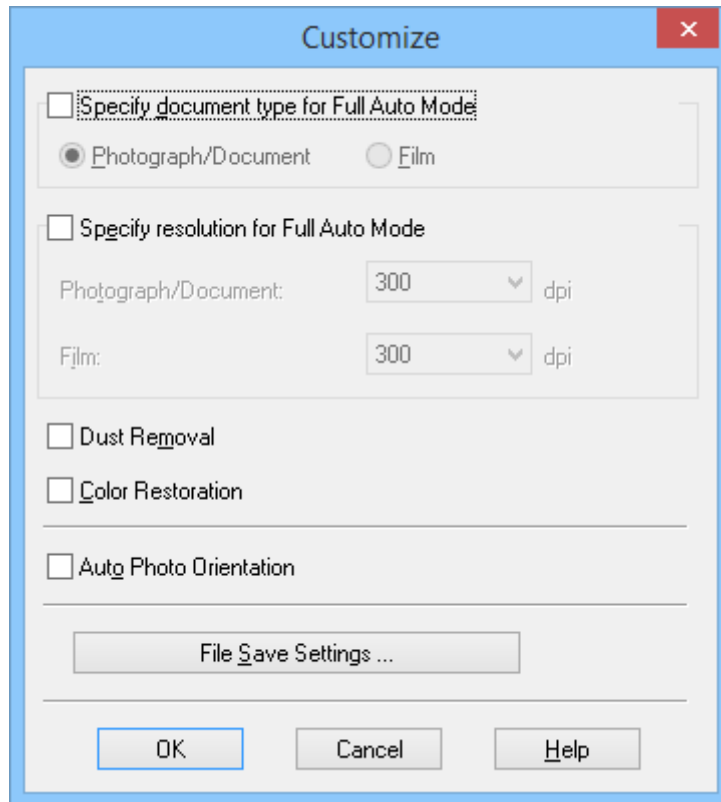 Customize
Specify document type for Full Auto Mode
Photograph/Document Film
Specify resolution for Full Auto Mode
Photograph/Document: 300 dpi
Film: 300 dpi
Dust Removal
Color Restoration
Auto Photo Orientation
File Save Settings ...
OK Cancel Help